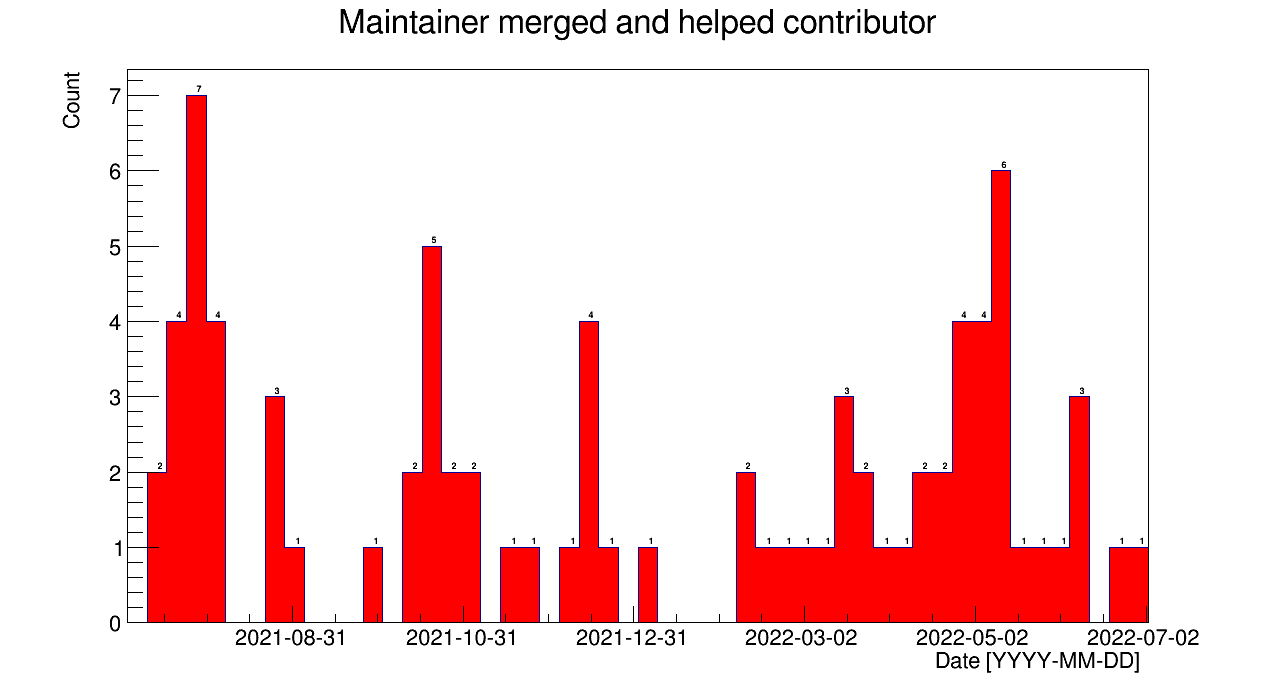 Maintainer merged and helped contributor
Count
7
6
5
4
3
2
1
0
2 4 7 4 3 1 1 2 5 2 2 1 1 1 4 1 1 2 1 1 1 1 3 2 1 1 2 2 4 4 6 1 1 1 3 1 1
2021-08-31 2021-10-31 2021-12-31 2022-03-02 2022-05-02 2022-07-02
Date [YYYY-MM-DD]